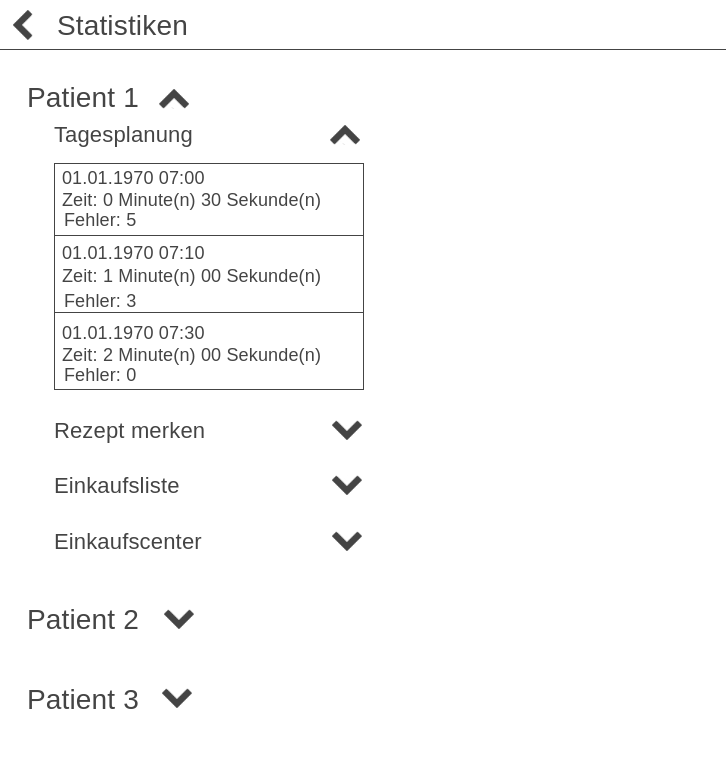 Statistiken
Patient 1
Tagesplanung
01.01.1970 07:00
Zeit: 0 Minute(n) 30 Sekunde(n)
Fehler: 5
01.01.1970 07:10
Zeit: 1 Minute(n) 00 Sekunde(n)
Fehler: 3
01.01.1970 07:30
Zeit: 2 Minute(n) 00 Sekunde(n)
Fehler: 0
Rezept merken
Einkaufsliste
Einkaufscenter
Patient 2
Patient 3